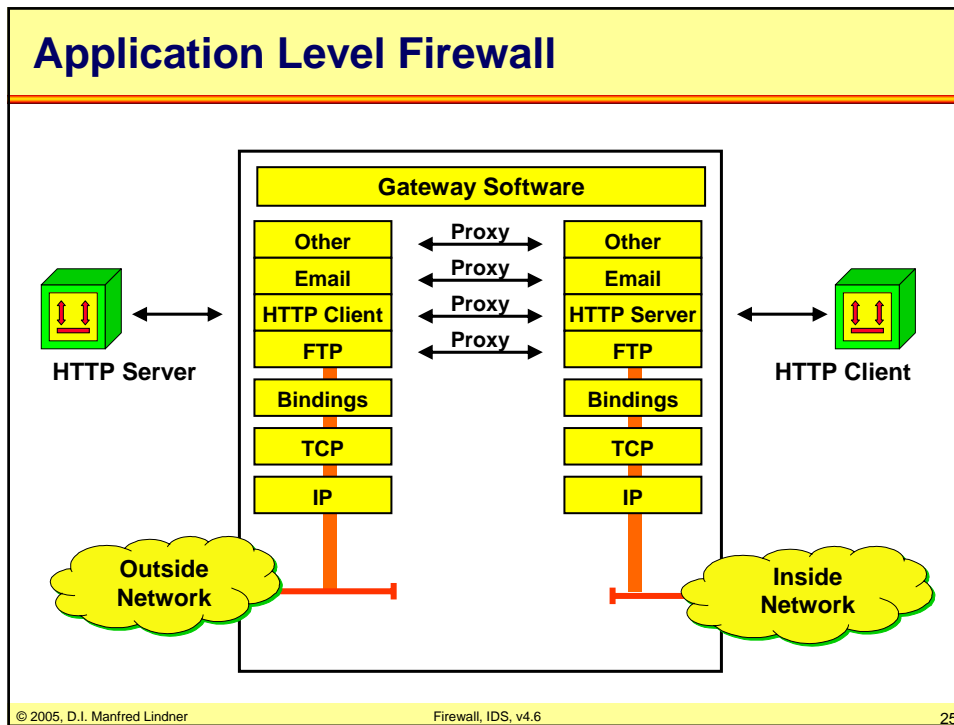 Application Level Firewall
Gateway Software
Other
Proxy
Other
Email
Proxy
Email
HTTP Client
Proxy
HTTP Server
FTP
Proxy
FTP
HTTP Server
HTTP Client
Bindings
Bindings
TCP
TCP
IP
IP
Outside
Network
Inside
Network
© 2005, D.I. Manfred Lindner
Firewall, IDS, v4.6
25